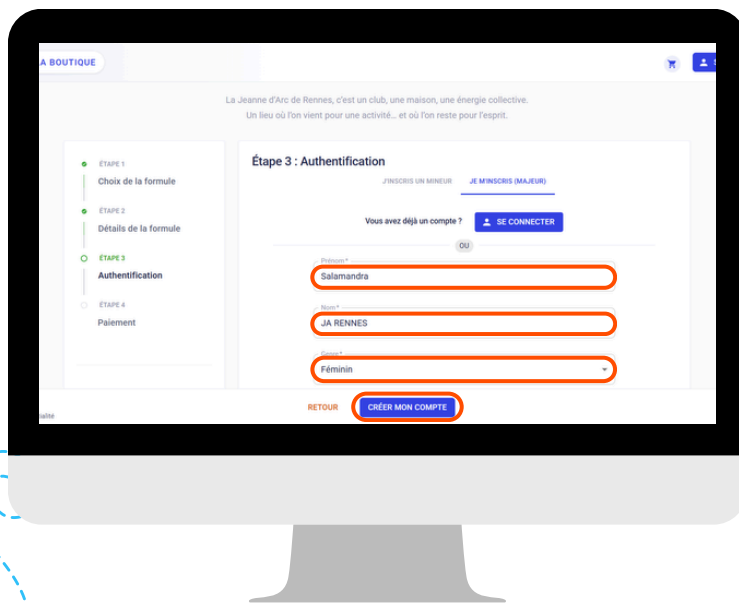 A BOUTIQUE
La Jeanne d'Arc de Rennes, c'est un club, une maison, une énergie collective.
Un lieu où l'on vient pour une activité… et où l'on reste pour l'esprit.
ÉTAPE 1
Choix de la formule
ÉTAPE 2
Détails de la formule
ÉTAPE 3
Authentification
ÉTAPE 4
Paiement
Étape 3 : Authentification
J'INSCRIS UN MINEUR JE M'INSCRIS (MAJEUR)
Vous avez déjà un compte ? SE CONNECTER
OU
Prénom *
Salamandra
Nom *
JA RENNES
Genre *
Féminin
RETOUR CRÉER MON COMPTE